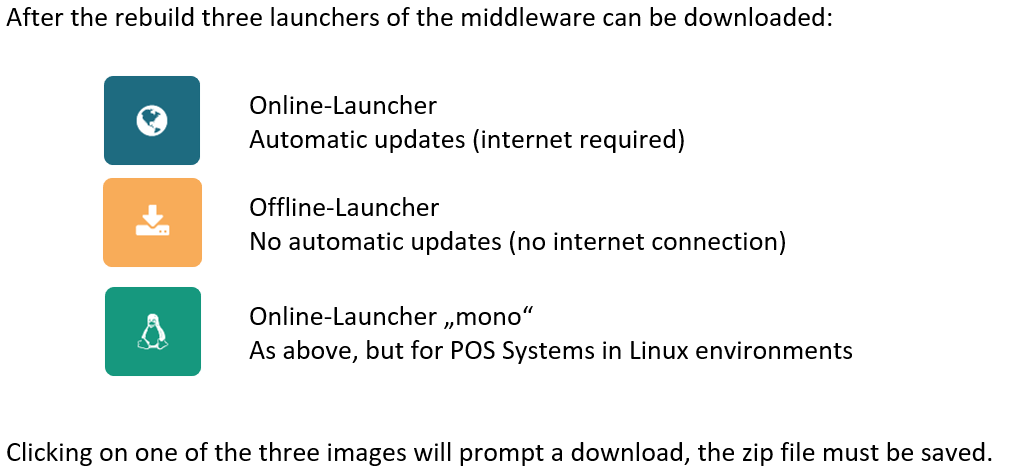 After the rebuild three launchers of the middleware can be downloaded:
Online-Launcher
Automatic updates (internet required)
Offline-Launcher
No automatic updates (no internet connection)
Online-Launcher „mono“
As above, but for POS Systems in Linux environments
Clicking on one of the three images will prompt a download, the zip file must be saved.